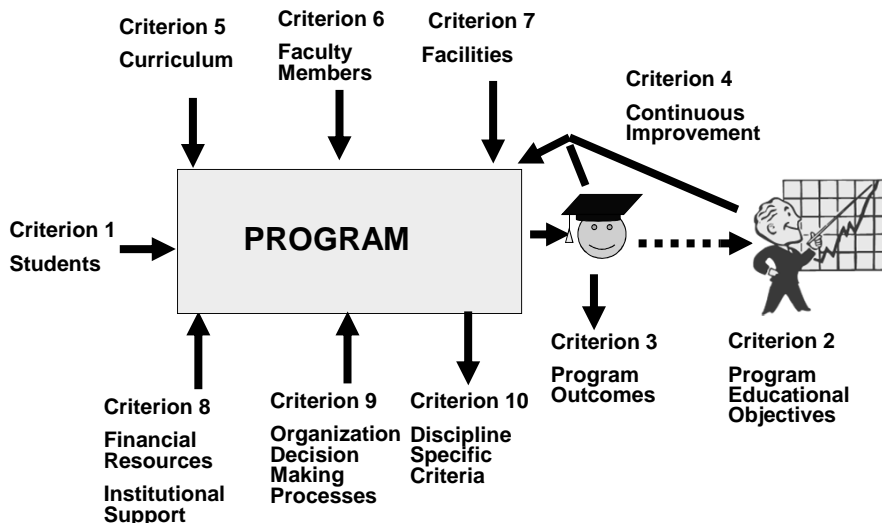 Criterion 5
Curriculum
Criterion 6
Faculty
Members
Criterion 7
Facilities
Criterion 4
Continuous
Improvement
Criterion 1
Students
PROGRAM
Criterion 3
Program
Outcomes
Criterion 2
Program
Educational
Objectives
Criterion 8
Financial
Resources
Institutional
Support
Criterion 9
Organization
Decision
Making
Processes
Criterion 10
Discipline
Specific
Criteria